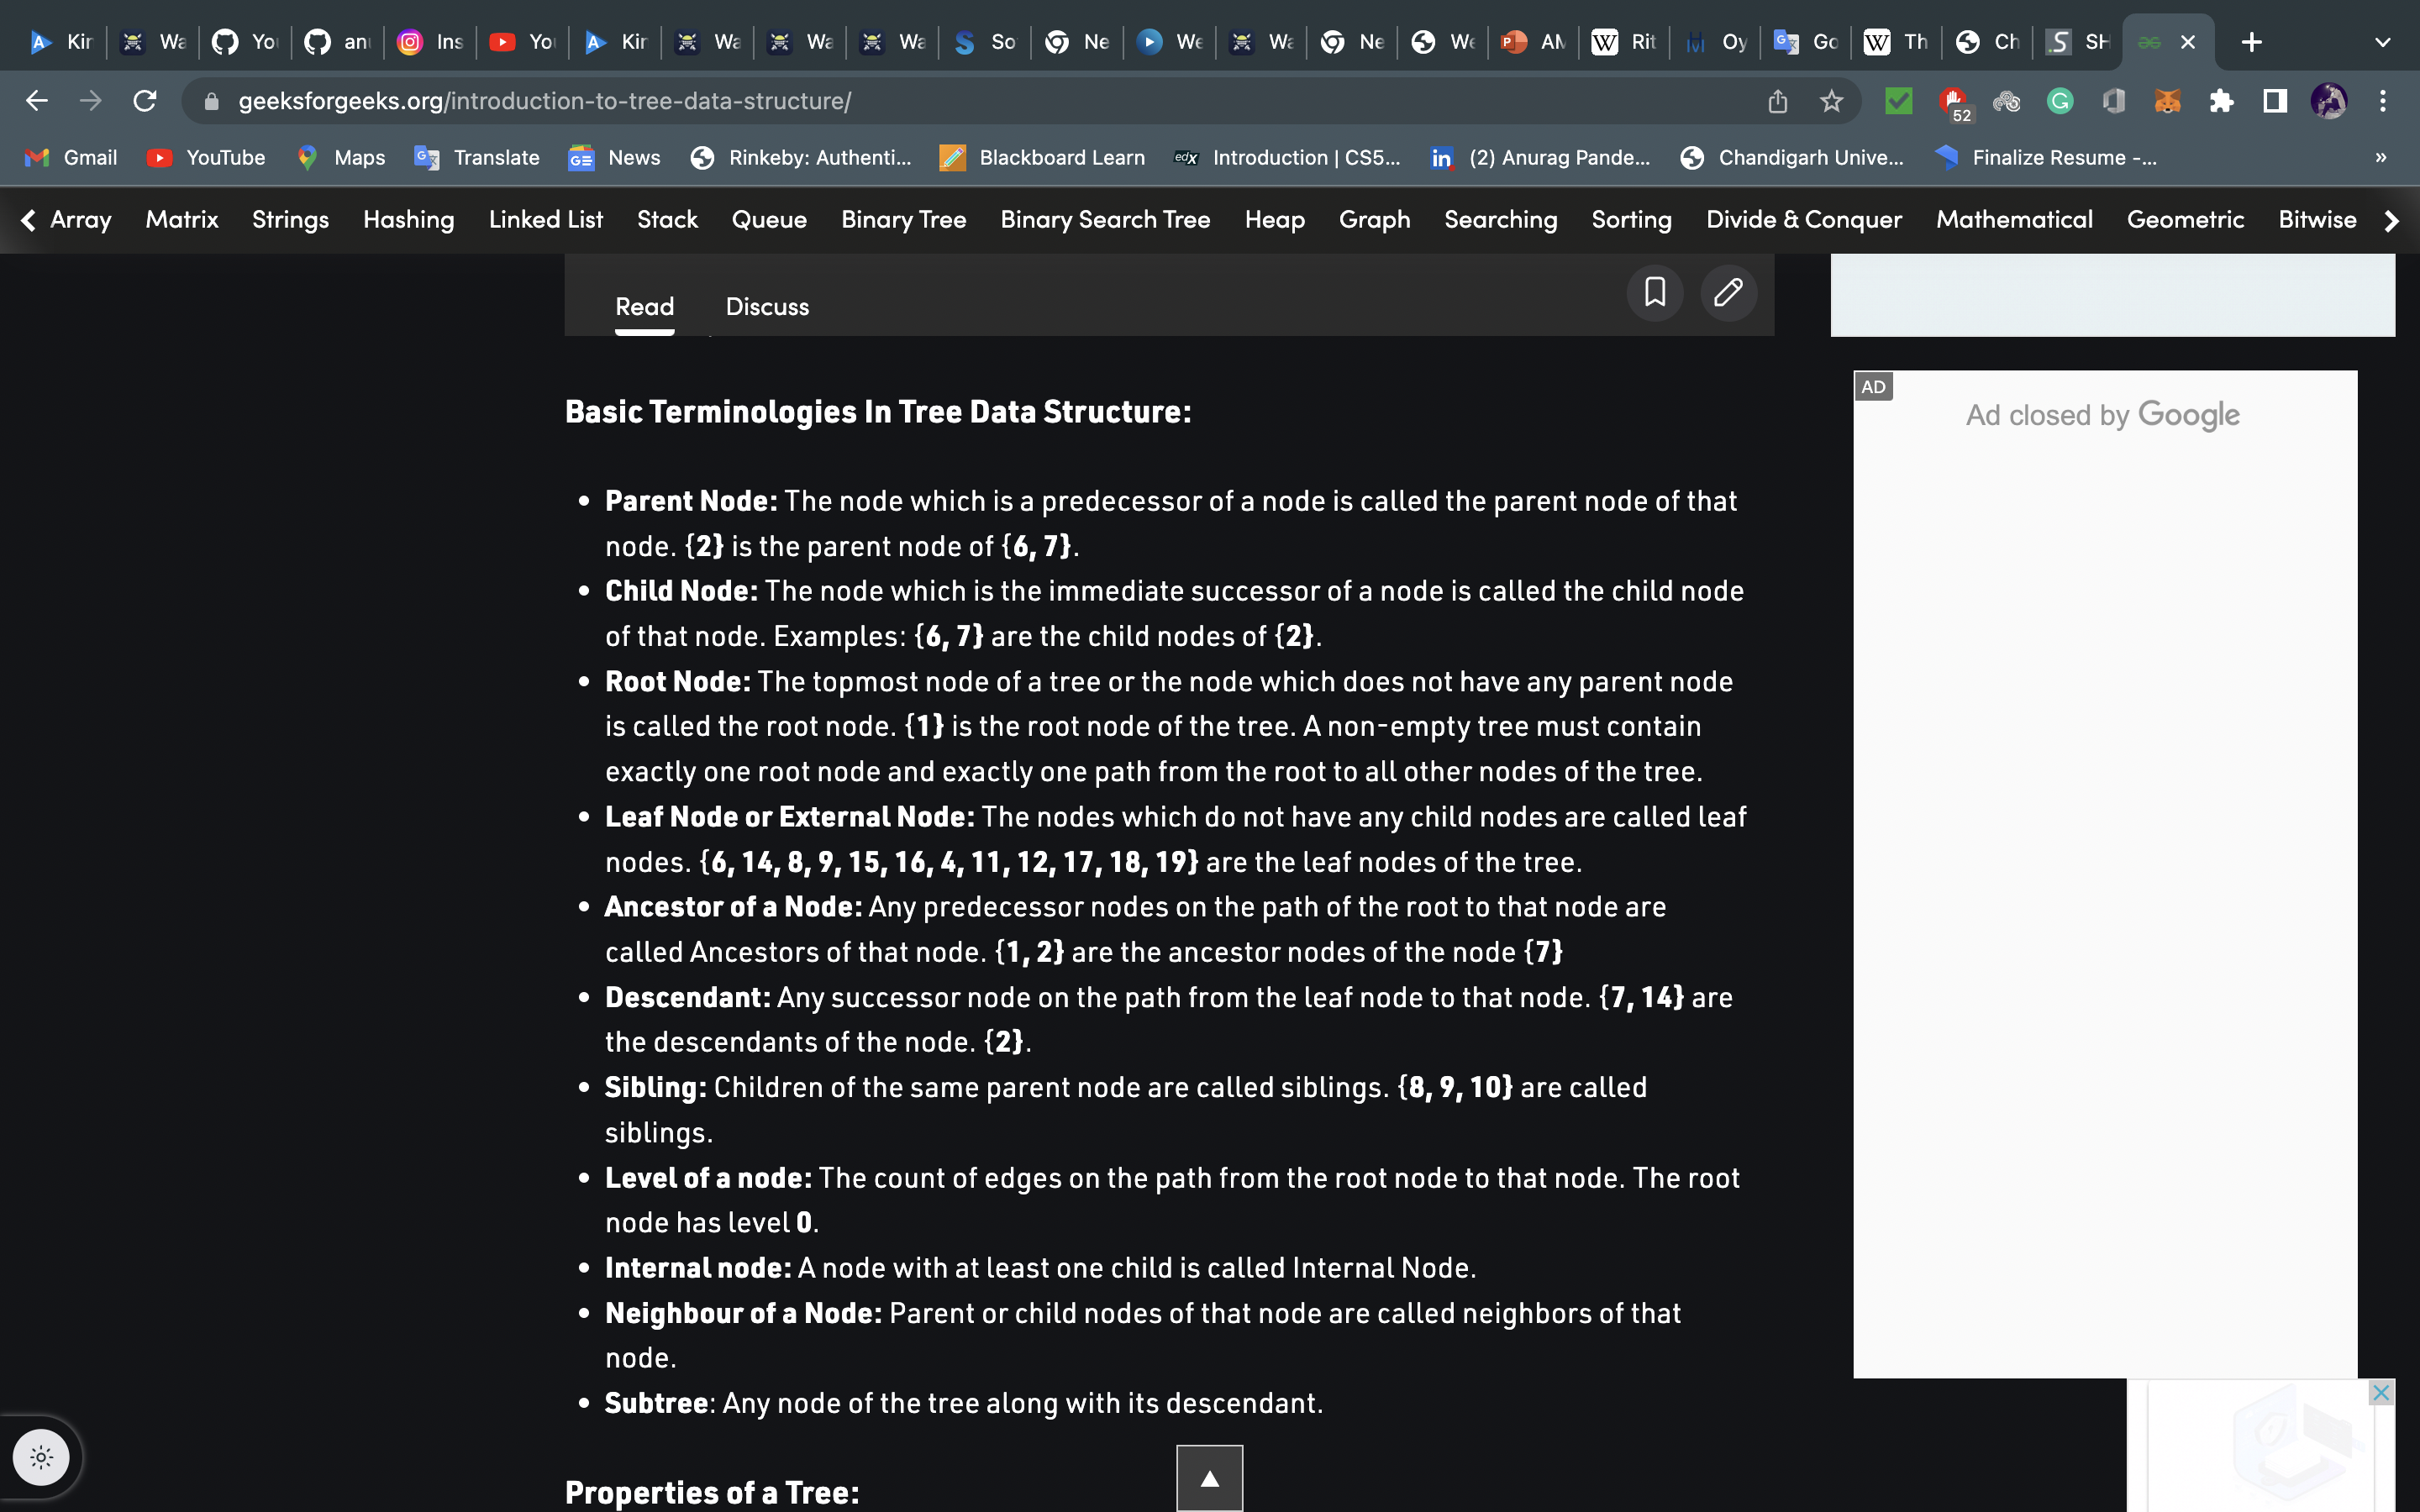 Kir Wa Yo an Ins Yo Kir Wa Wa Wa So Ne We Wa Ne We AM Rit Oy Go Th Ch SH
geeksforgeeks.org/introduction-to-tree-data-structure/
52
Gmail YouTube Maps Translate News Rinkeby: Authenti... Blackboard Learn edX Introduction | CS5... (2) Anurag Pande... Chandigarh Unive... Finalize Resume -... »
Array Matrix Strings Hashing Linked List Stack Queue Binary Tree Binary Search Tree Heap Graph Searching Sorting Divide & Conquer Mathematical Geometric Bitwise
Read Discuss
AD
Ad closed by Google
Basic Terminologies In Tree Data Structure:
• Parent Node: The node which is a predecessor of a node is called the parent node of that
node. {2} is the parent node of {6, 7}.
• Child Node: The node which is the immediate successor of a node is called the child node
of that node. Examples: {6, 7} are the child nodes of {2}.
• Root Node: The topmost node of a tree or the node which does not have any parent node
is called the root node. {1} is the root node of the tree. A non-empty tree must contain
exactly one root node and exactly one path from the root to all other nodes of the tree.
• Leaf Node or External Node: The nodes which do not have any child nodes are called leaf
nodes. {6, 14, 8, 9, 15, 16, 4, 11, 12, 17, 18, 19} are the leaf nodes of the tree.
• Ancestor of a Node: Any predecessor nodes on the path of the root to that node are
called Ancestors of that node. {1, 2} are the ancestor nodes of the node {7}
• Descendant: Any successor node on the path from the leaf node to that node. {7, 14} are
the descendants of the node. {2}.
• Sibling: Children of the same parent node are called siblings. {8, 9, 10} are called
siblings.
• Level of a node: The count of edges on the path from the root node to that node. The root
node has level 0.
• Internal node: A node with at least one child is called Internal Node.
• Neighbour of a Node: Parent or child nodes of that node are called neighbors of that
node.
• Subtree: Any node of the tree along with its descendant.
Properties of a Tree: